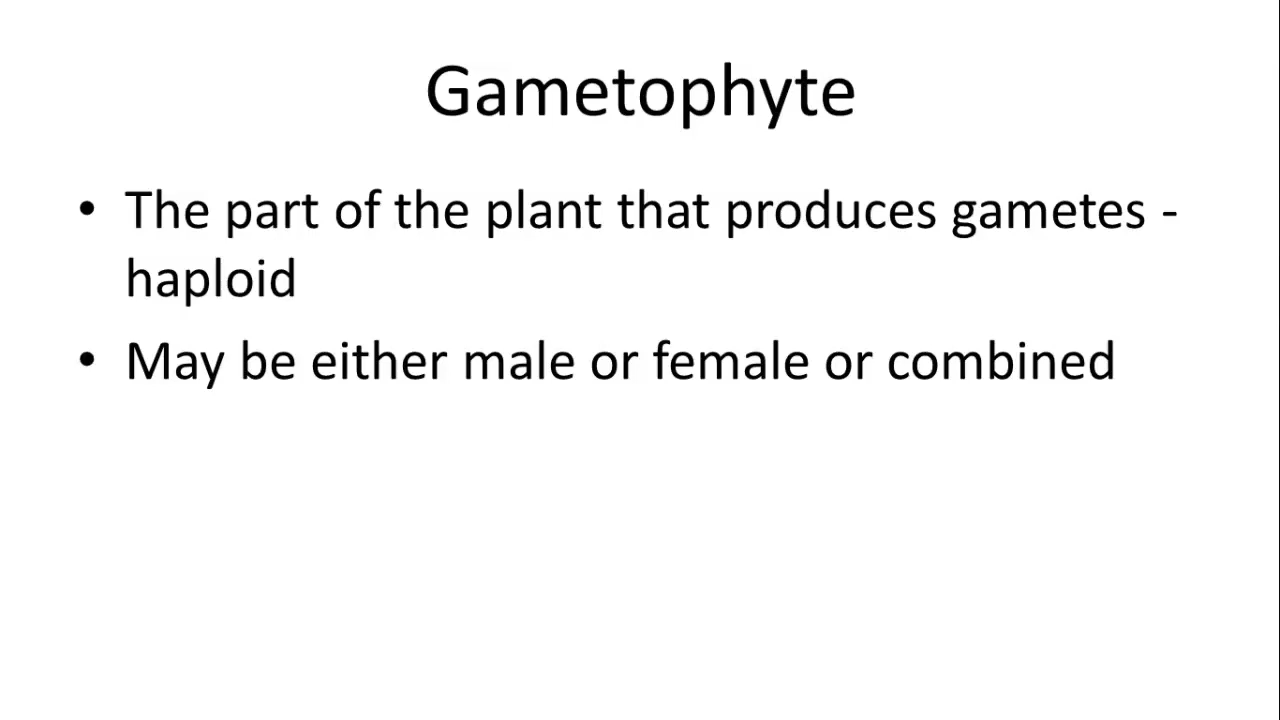 Gametophyte
• The part of the plant that produces gametes -
haploid
• May be either male or female or combined